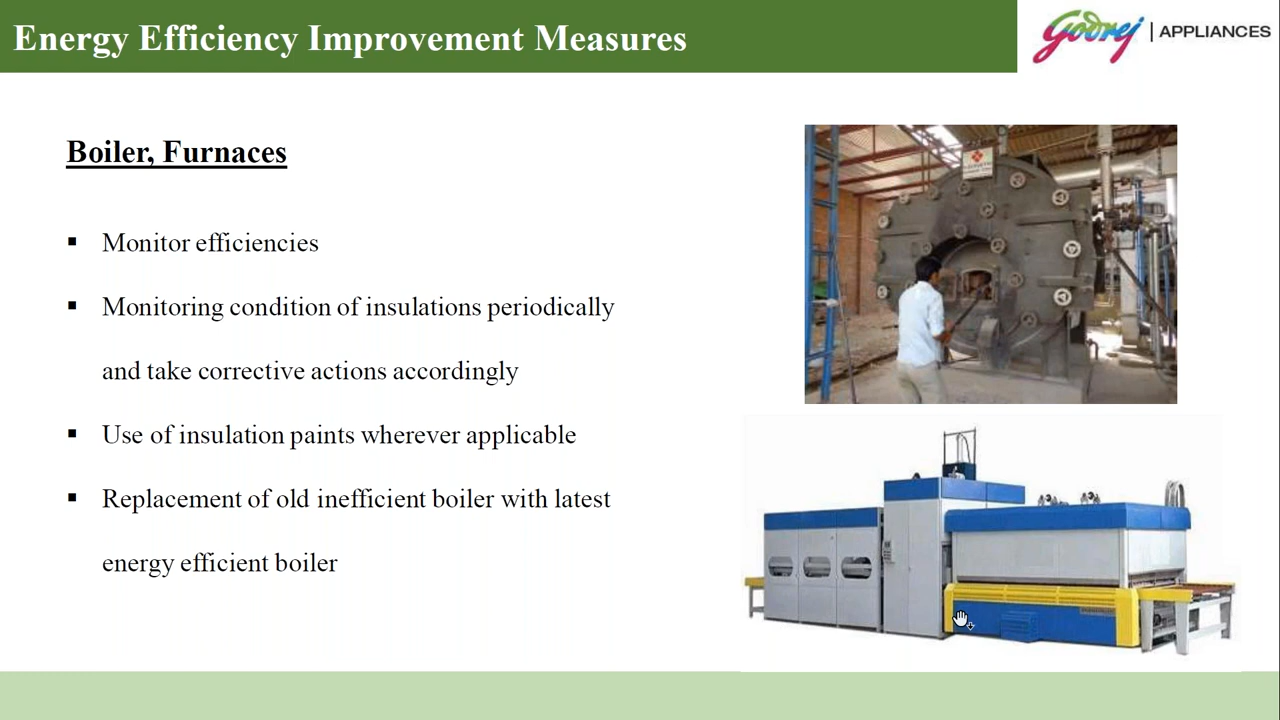 Energy Efficiency Improvement Measures
Godrej | APPLIANCES
Boiler, Furnaces
▪ Monitor efficiencies
▪ Monitoring condition of insulations periodically
and take corrective actions accordingly
▪ Use of insulation paints wherever applicable
▪ Replacement of old inefficient boiler with latest
energy efficient boiler